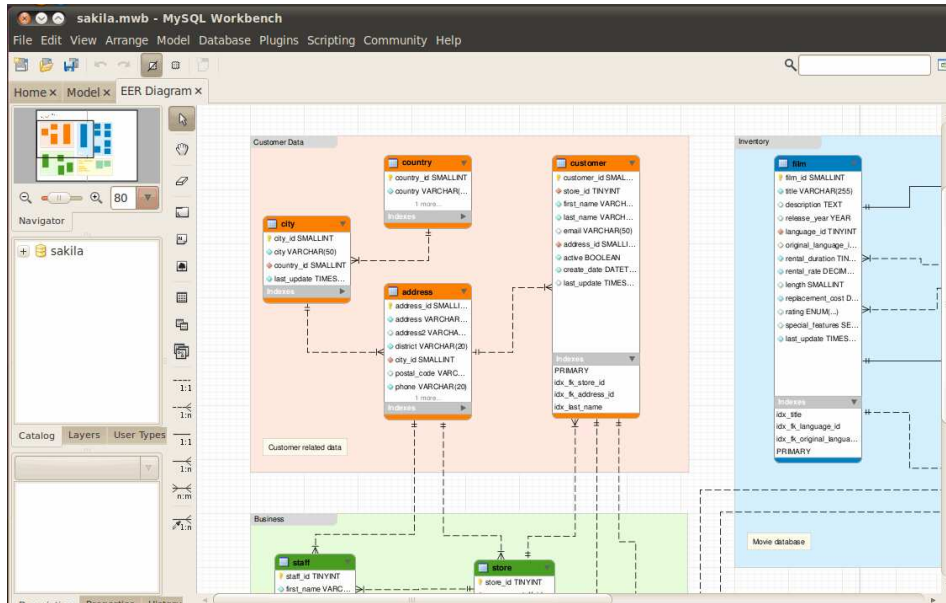 sakila.mwb - MySQL Workbench
File Edit View Arrange Model Database Plugins Scripting Community Help
Home Model EER Diagram
80
Navigator
sakila
Catalog Layers User Types
1:1
1:n
1:1
1:n
n:m
1:n
Customer Data
country
country_id SMALLINT
country VARCHAR(...
1 more...
Indexes
city
city_id SMALLINT
city VARCHAR(50)
country_id SMALLINT
last_update TIMES...
Indexes
address
address_id SMALLI...
address VARCHAR...
address2 VARCHA...
district VARCHAR(20)
city_id SMALLINT
postal_code VARC...
phone VARCHAR(20)
1 more...
Indexes
customer
customer_id SMAL...
store_id TINYINT
first_name VARCH...
last_name VARCH...
email VARCHAR(50)
address_id SMALLI...
active BOOLEAN
create_date DATET...
last_update TIMES...
Indexes
PRIMARY
idx_fk_store_id
idx_fk_address_id
idx_last_name
Customer related data
Inventory
film
film_id SMALLINT
title VARCHAR(255)
description TEXT
release_year YEAR
language_id TINYINT
original_language_i...
rental_duration TIN...
rental_rate DECIM...
length SMALLINT
replacement_cost D...
rating ENUM(...)
special_features SE...
last_update TIMES...
Indexes
idx_title
idx_fk_language_id
idx_fk_original_langua...
PRIMARY
Movie database
Business
staff
staff_id TINYINT
first_name VARC...
store
store_id TINYINT